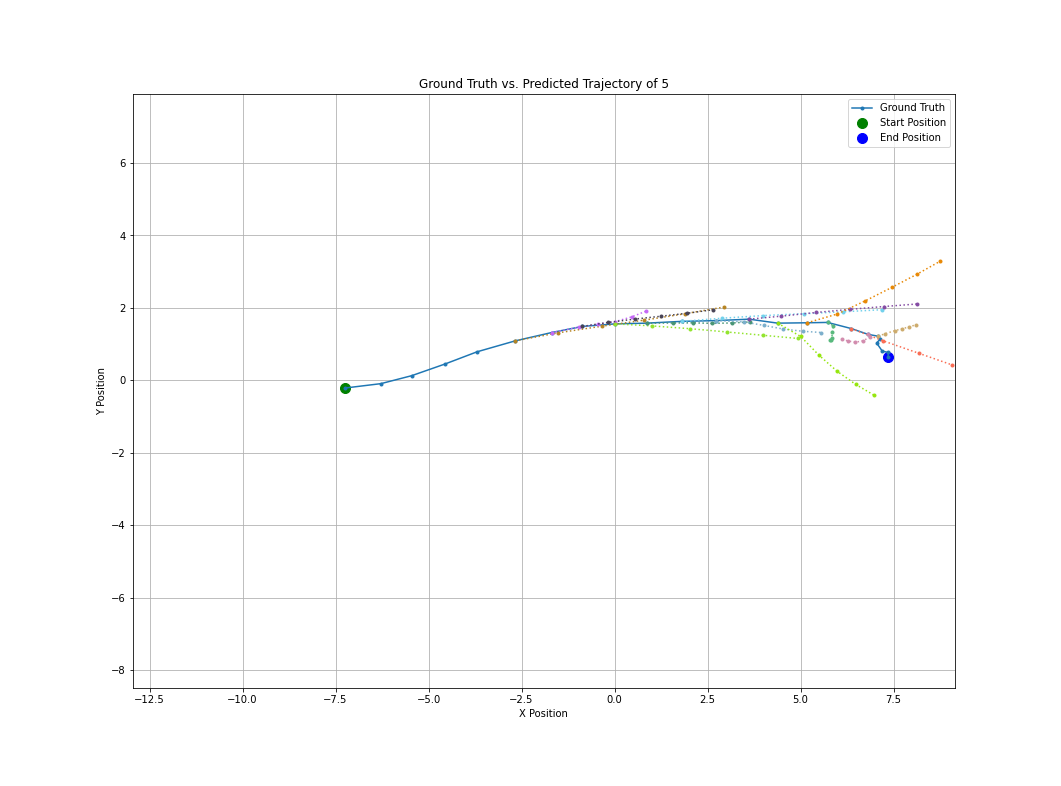 Ground Truth vs. Predicted Trajectory of 5
Ground Truth
Start Position
End Position
6
4
2
0
−2
−4
−6
−8
Y Position
−12.5 −10.0 −7.5 −5.0 −2.5 0.0 2.5 5.0 7.5
X Position